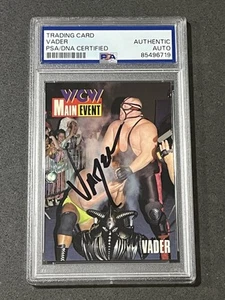 TRADING CARD
VADER
PSA/DNA CERTIFIED
AUTHENTIC
AUTO
PSA
85496719
WCW
MAIN EVENT
Vader
VADER